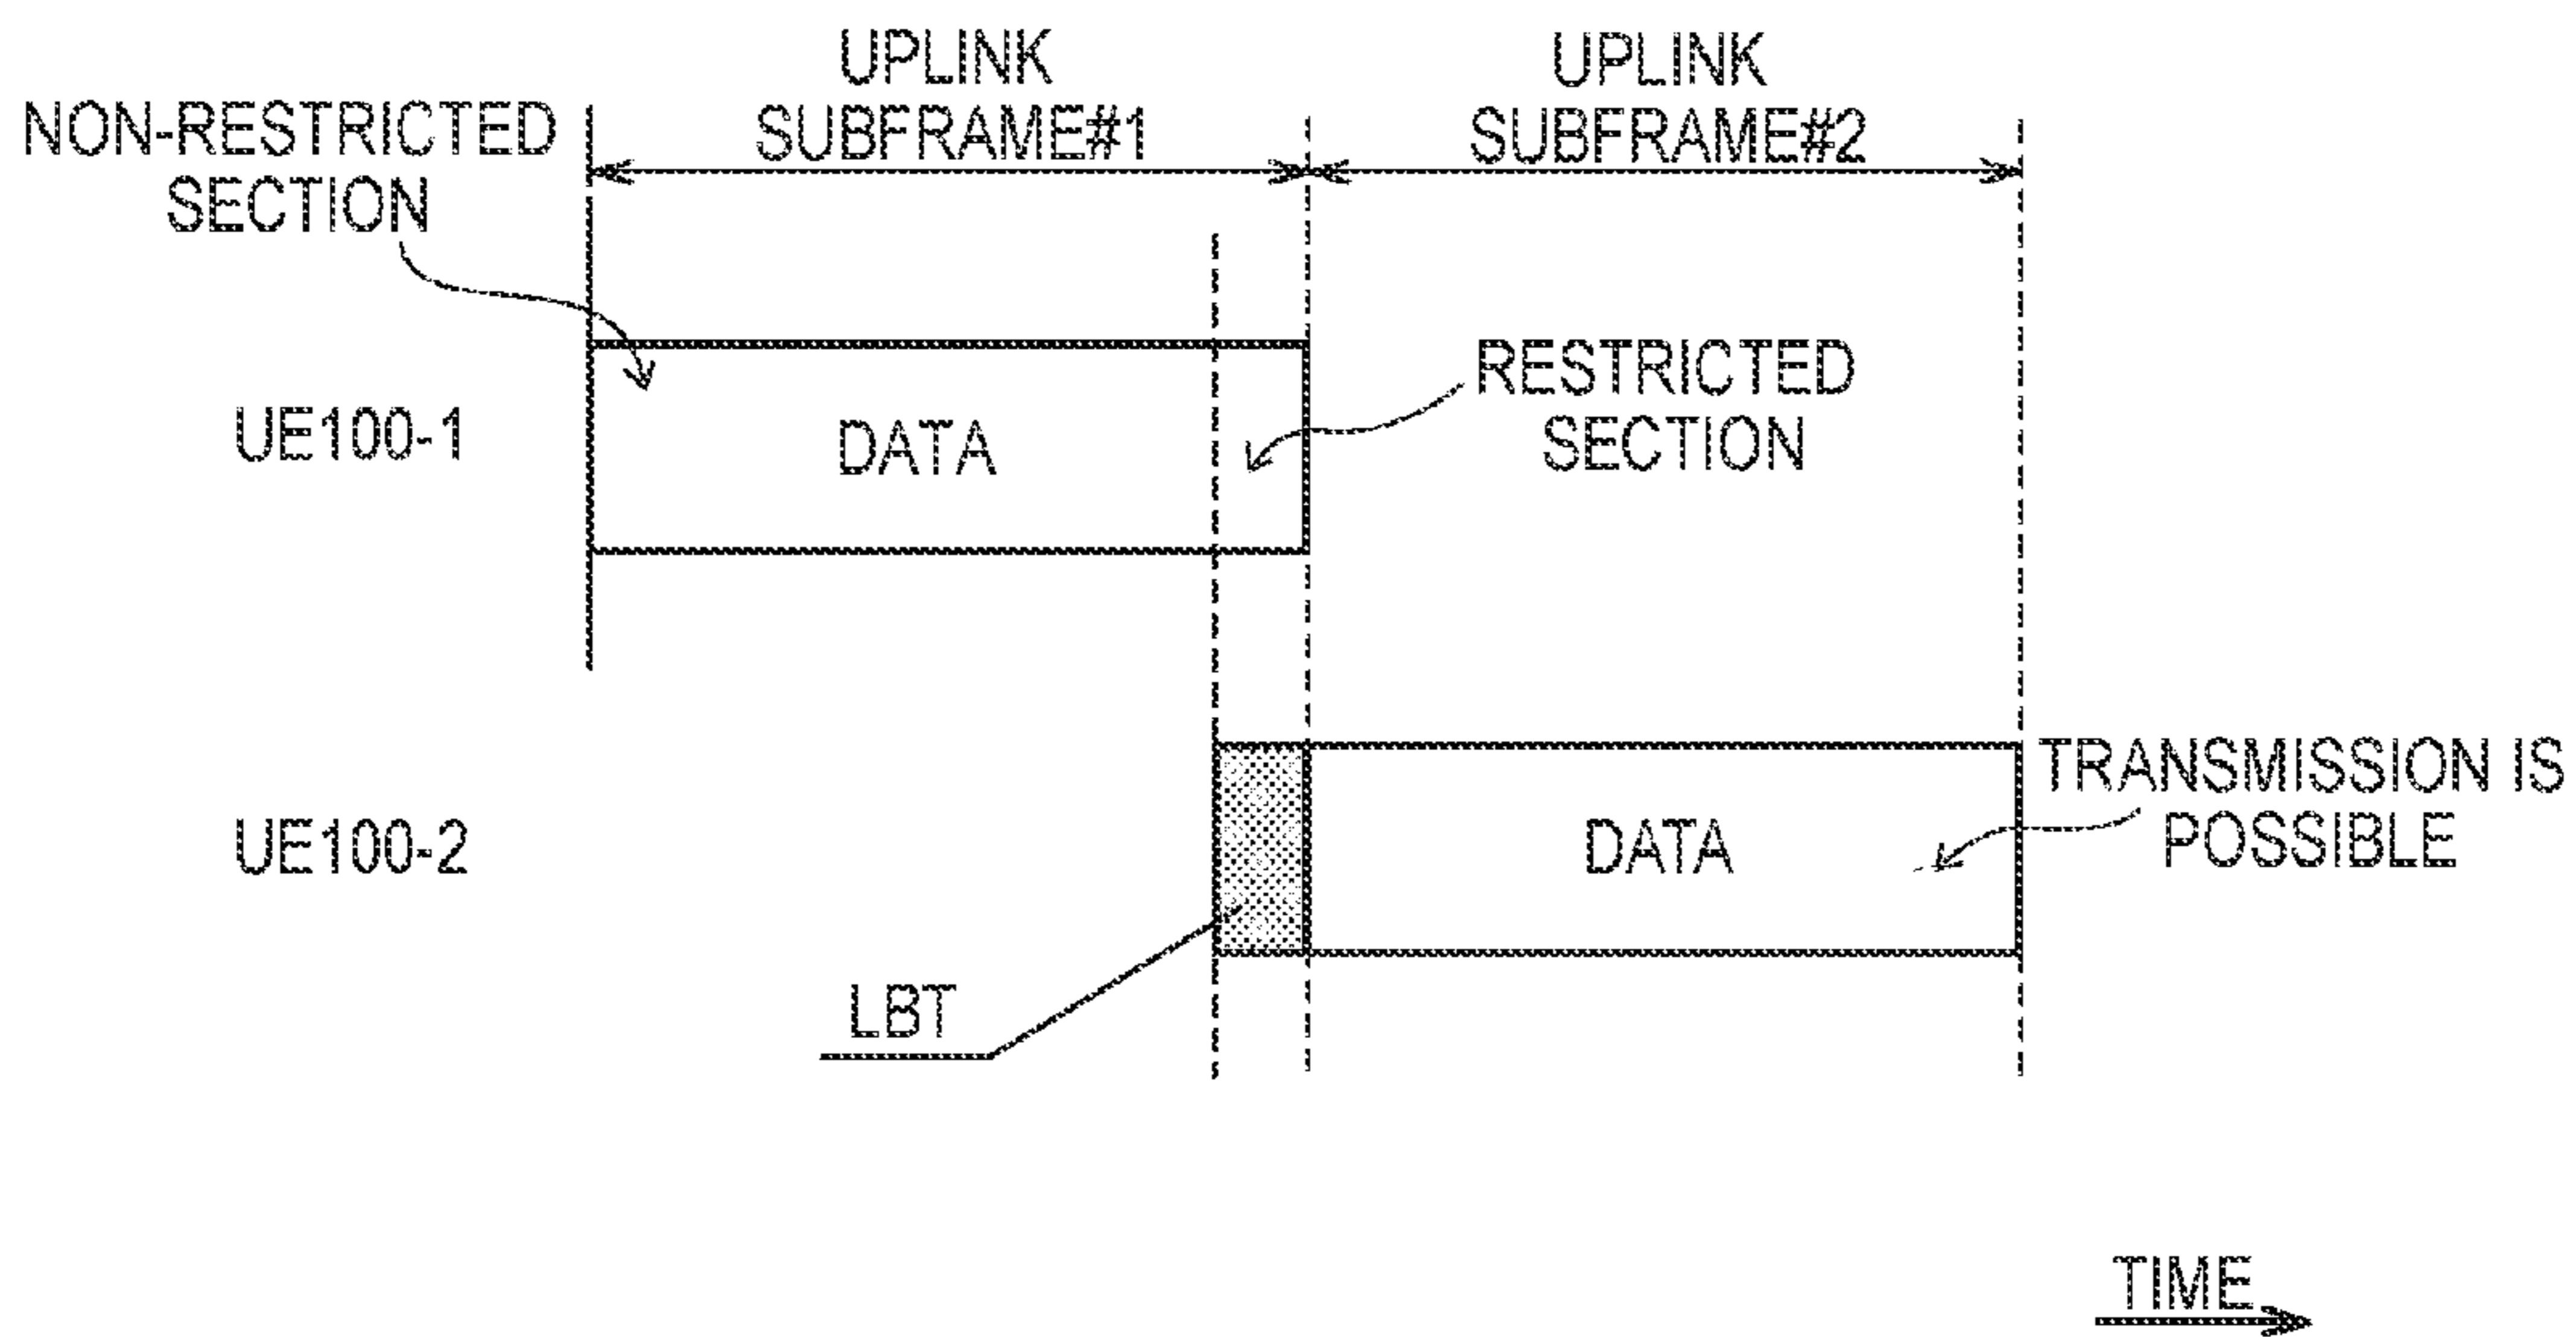 UPLINK
SUBFRAME#1
UPLINK
SUBFRAME#2
NON-RESTRICTED
SECTION
RESTRICTED
SECTION
UE100-1
DATA
TRANSMISSION IS
POSSIBLE
UE100-2
DATA
LBT
TIME